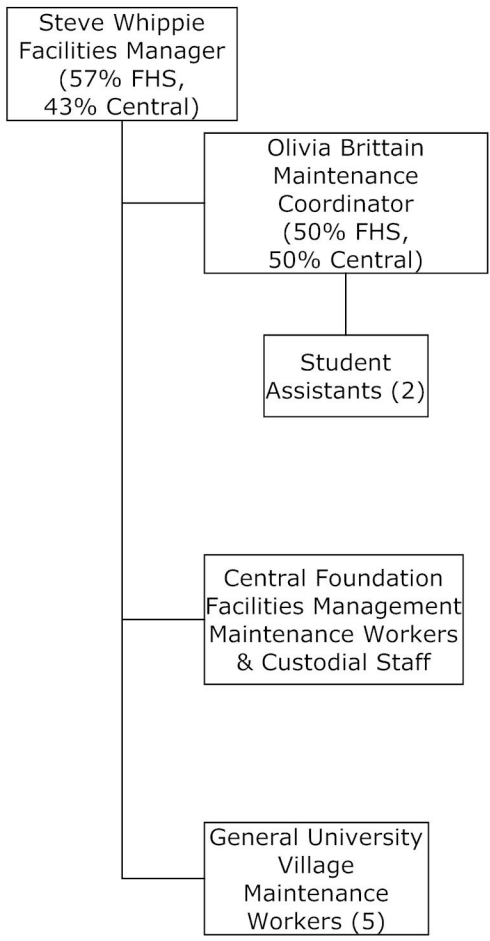 Steve Whippie
Facilities Manager
(57% FHS,
43% Central)
Olivia Brittain
Maintenance
Coordinator
(50% FHS,
50% Central)
Student
Assistants (2)
Central Foundation
Facilities Management
Maintenance Workers
& Custodial Staff
General University
Village
Maintenance
Workers (5)